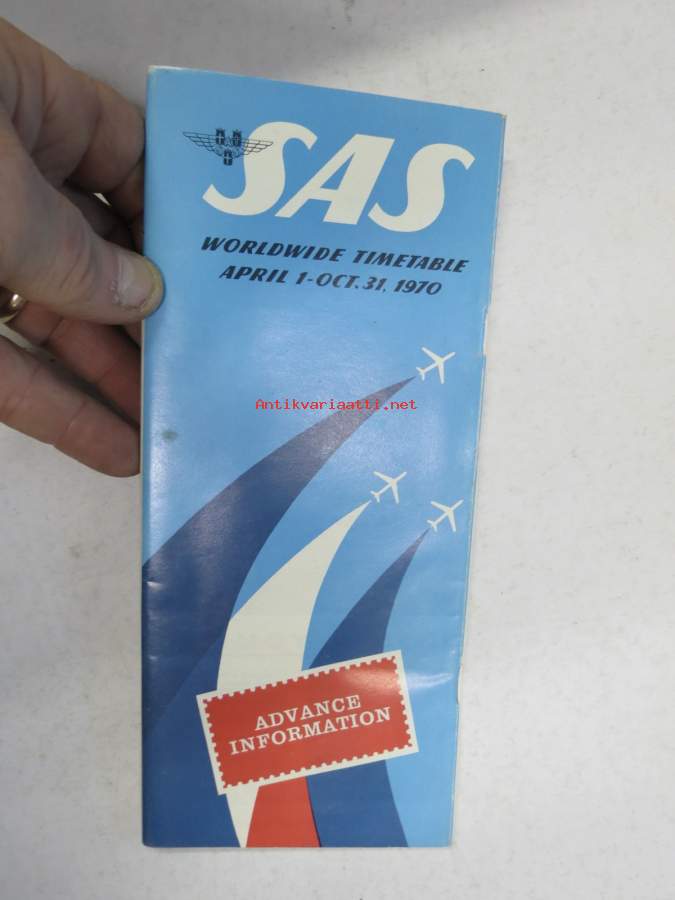 SAS
WORLDWIDE TIMETABLE
APRIL 1-OCT. 31, 1970
Antikvariaatti.net
ADVANCE
INFORMATION